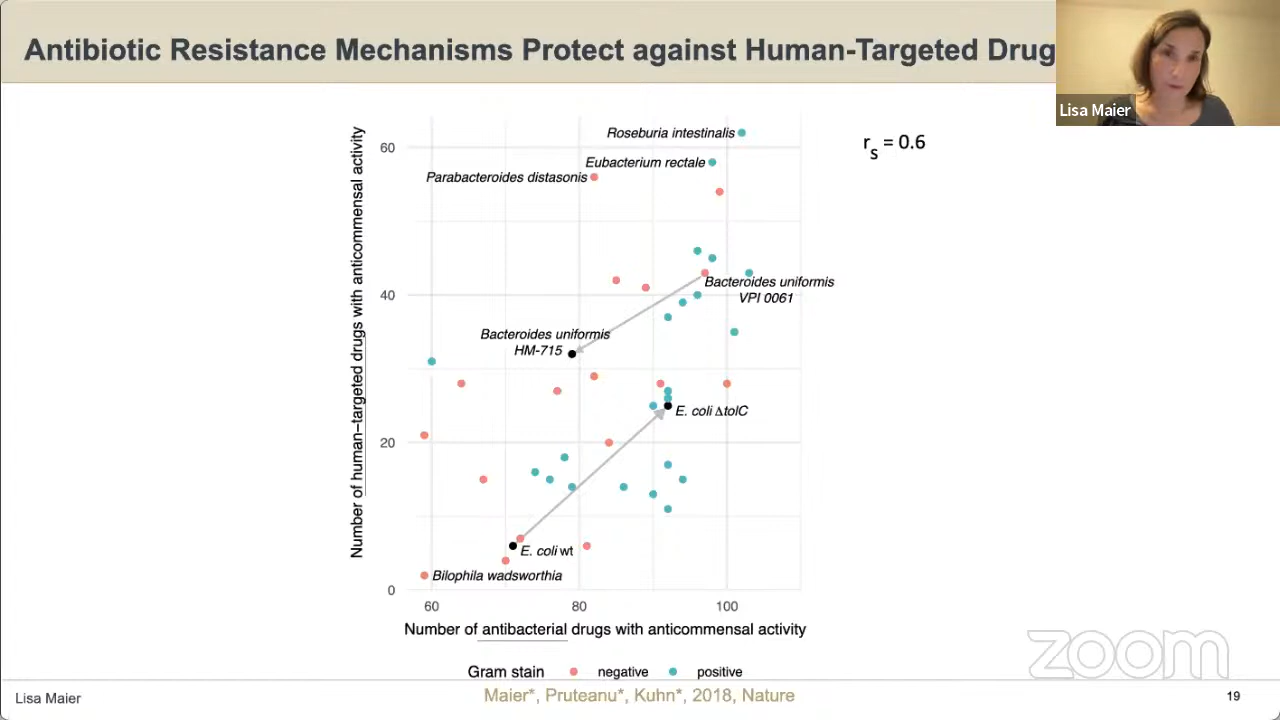 Antibiotic Resistance Mechanisms Protect against Human-Targeted Drug
Lisa Maier
r_s = 0.6
Number of human-targeted drugs with anticommensal activity
60
40
20
0
Roseburia intestinalis
Eubacterium rectale
Parabacteroides distasonis
Bacteroides uniformis
VPI 0061
Bacteroides uniformis
HM-715
E. coli ΔtolC
E. coli wt
Bilophila wadsworthia
60 80 100
Number of antibacterial drugs with anticommensal activity
Gram stain negative positive
zoom
Lisa Maier
Maier*, Pruteanu*, Kuhn*, 2018, Nature
19